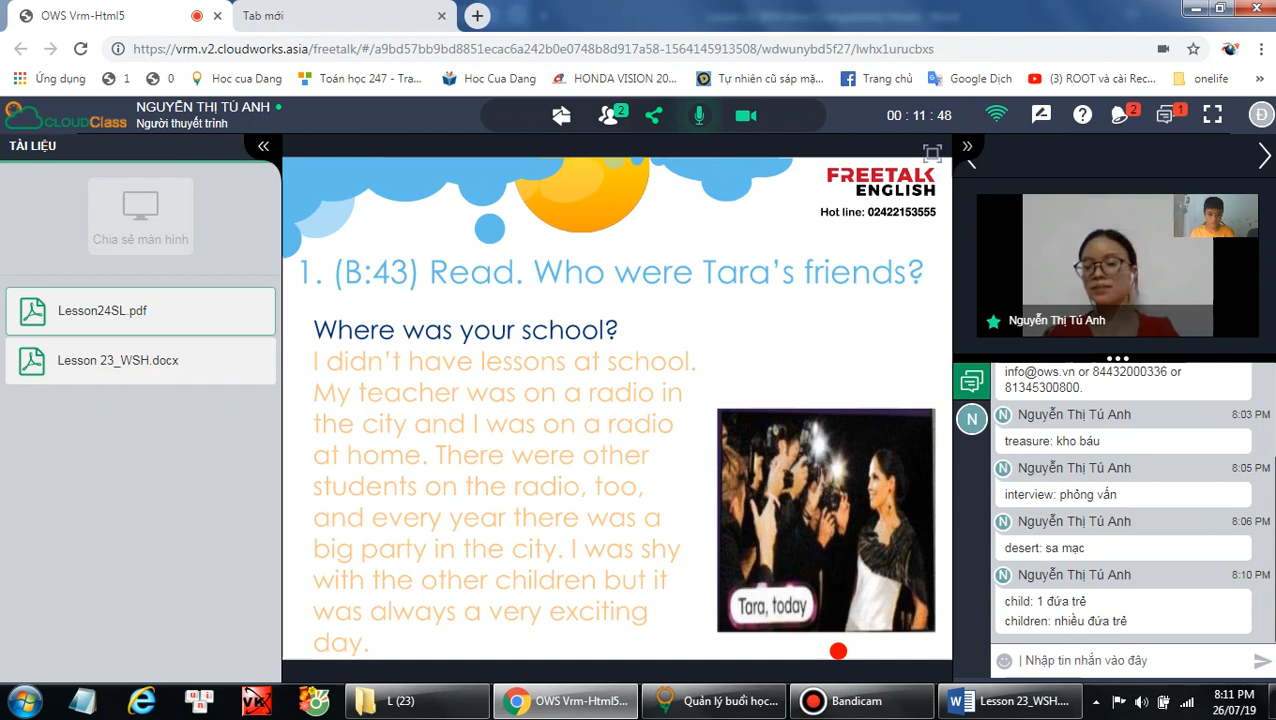 OWS Vrm-Html5
Tab mới
https://vrm.v2.cloudworks.asia/freetalk/#/a9bd57bb9bd8851ecac6a242b0e0748b8d917a58-1564145913508/wdwunybd5f27/lwhx1urucbxs
Ứng dụng
1
0
Hoc cua Dang
Toán học 247 - Tra...
Học Cua Dang
HONDA VISION 20...
Tự nhiên cũ sáp mặ...
Trang chủ
Google Dịch
(3) ROOT và cài Rec...
onelife
»
CLOUDClass
NGUYỄN THỊ TÚ ANH
Người thuyết trình
2
00 : 11 : 48
2
1
Đ
TÀI LIỆU
Chia sẻ màn hình
Lesson24SL.pdf
Lesson 23_WSH.docx
FREETALK
ENGLISH
Hot line: 02422153555
1. (B:43) Read. Who were Tara's friends?
Where was your school?
I didn't have lessons at school.
My teacher was on a radio in
the city and I was on a radio
at home. There were other
students on the radio, too,
and every year there was a
big party in the city. I was shy
with the other children but it
was always a very exciting
day.
Tara, today
Nguyễn Thị Tú Anh
info@ows.vn or 84432000336 or
81345300800.
N
N Nguyễn Thị Tú Anh 8:03 PM
treasure: kho báu
N Nguyễn Thị Tú Anh 8:05 PM
interview: phỏng vấn
N Nguyễn Thị Tú Anh 8:06 PM
desert: sa mạc
N Nguyễn Thị Tú Anh 8:10 PM
child: 1 đứa trẻ
children: nhiều đứa trẻ
Nhập tin nhắn vào đây
L (23)
OWS Vrm-Html5...
Quản lý buổi học...
Bandicam
Lesson 23_WSH....
8:11 PM
26/07/19